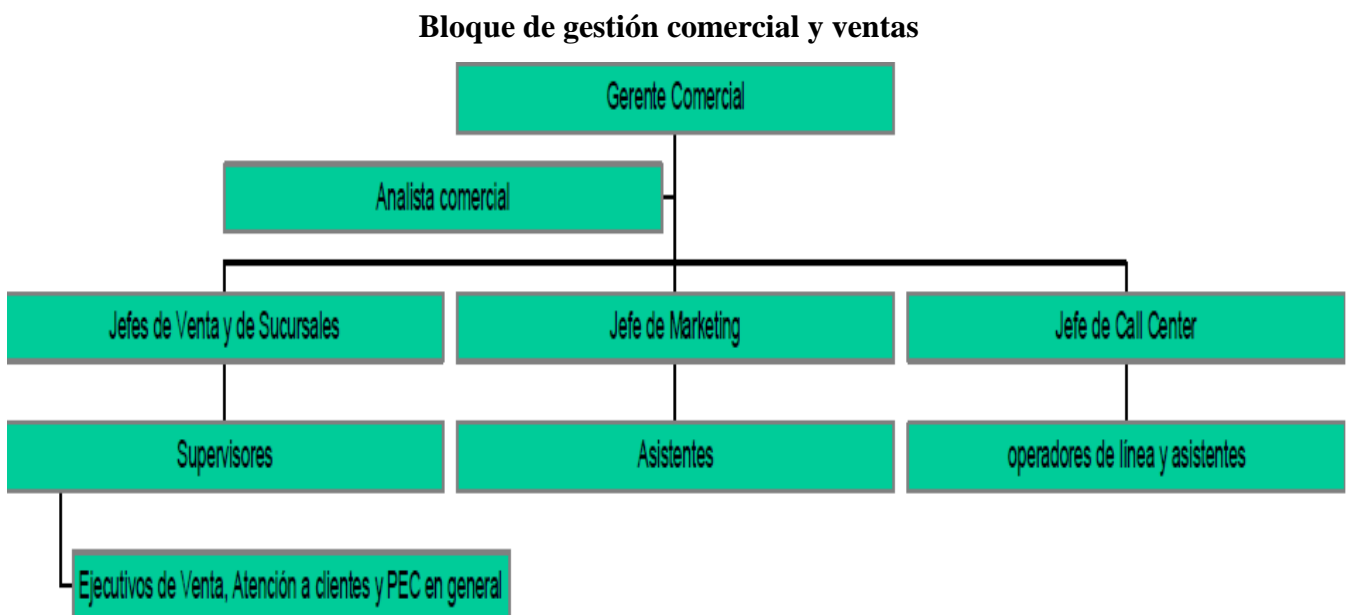 Bloque de gestión comercial y ventas
Gerente Comercial
Analista comercial
Jefes de Venta y de Sucursales
Jefe de Marketing
Jefe de Call Center
Supervisores
Asistentes
operadores de línea y asistentes
Ejecutivos de Venta, Atención a clientes y PEC en general